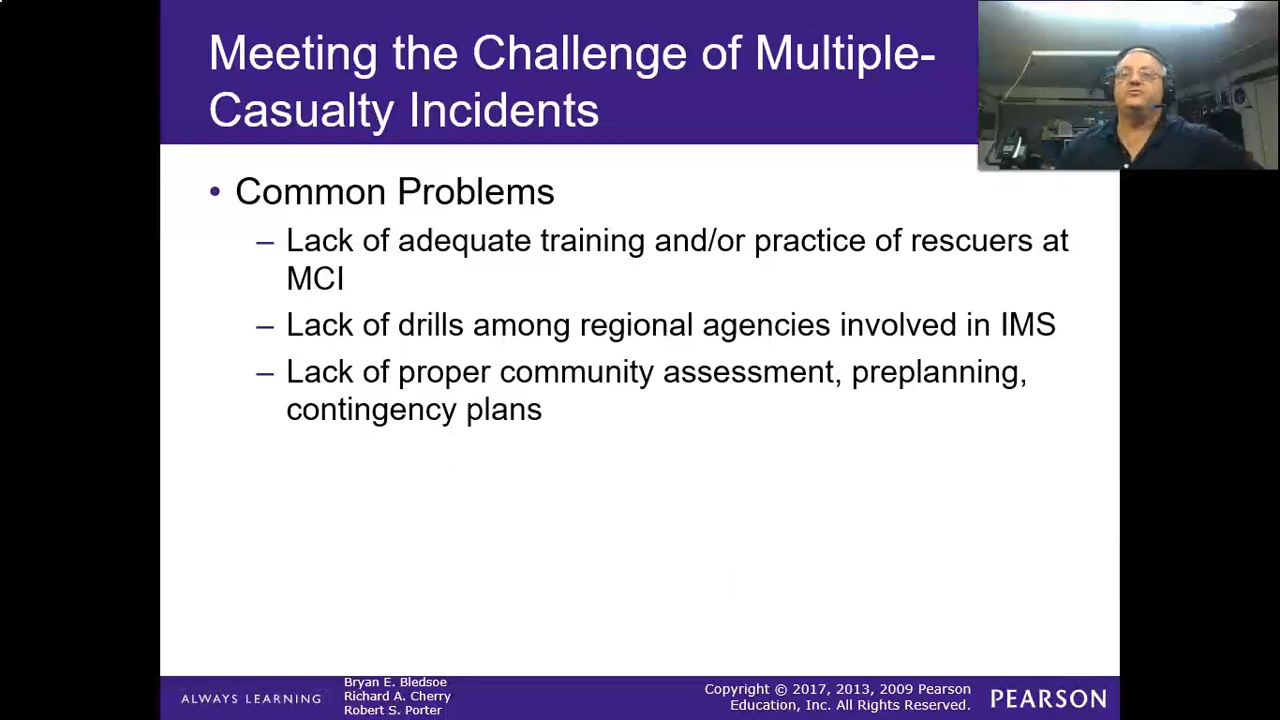 Meeting the Challenge of Multiple-
Casualty Incidents
• Common Problems
– Lack of adequate training and/or practice of rescuers at
MCI
– Lack of drills among regional agencies involved in IMS
– Lack of proper community assessment, preplanning,
contingency plans
ALWAYS LEARNING
Bryan E. Bledsoe
Richard A. Cherry
Robert S. Porter
Copyright © 2017, 2013, 2009 Pearson
Education, Inc. All Rights Reserved.
PEARSON